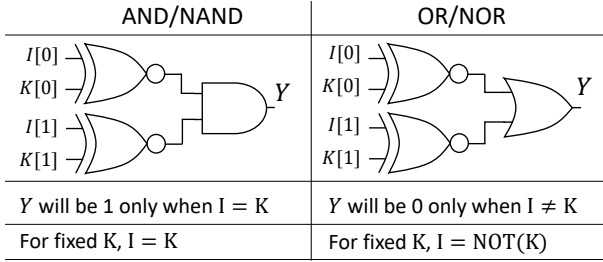 AND/NAND
OR/NOR
I[0]
K[0]
I[1]
K[1]
Y
I[0]
K[0]
I[1]
K[1]
Y
Y will be 1 only when I = K
Y will be 0 only when I ≠ K
For fixed K, I = K
For fixed K, I = NOT(K)